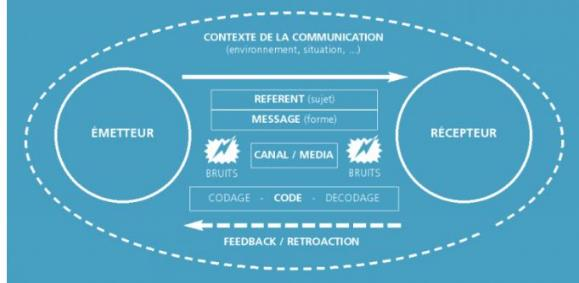 CONTEXTE DE LA COMMUNICATION
(environnement, situation, ...)
REFERENT (sujet)
MESSAGE (forme)
ÉMETTEUR
RÉCEPTEUR
CANAL / MEDIA
BRUITS
BRUITS
CODAGE - CODE - DECODAGE
FEEDBACK / RETROACTION